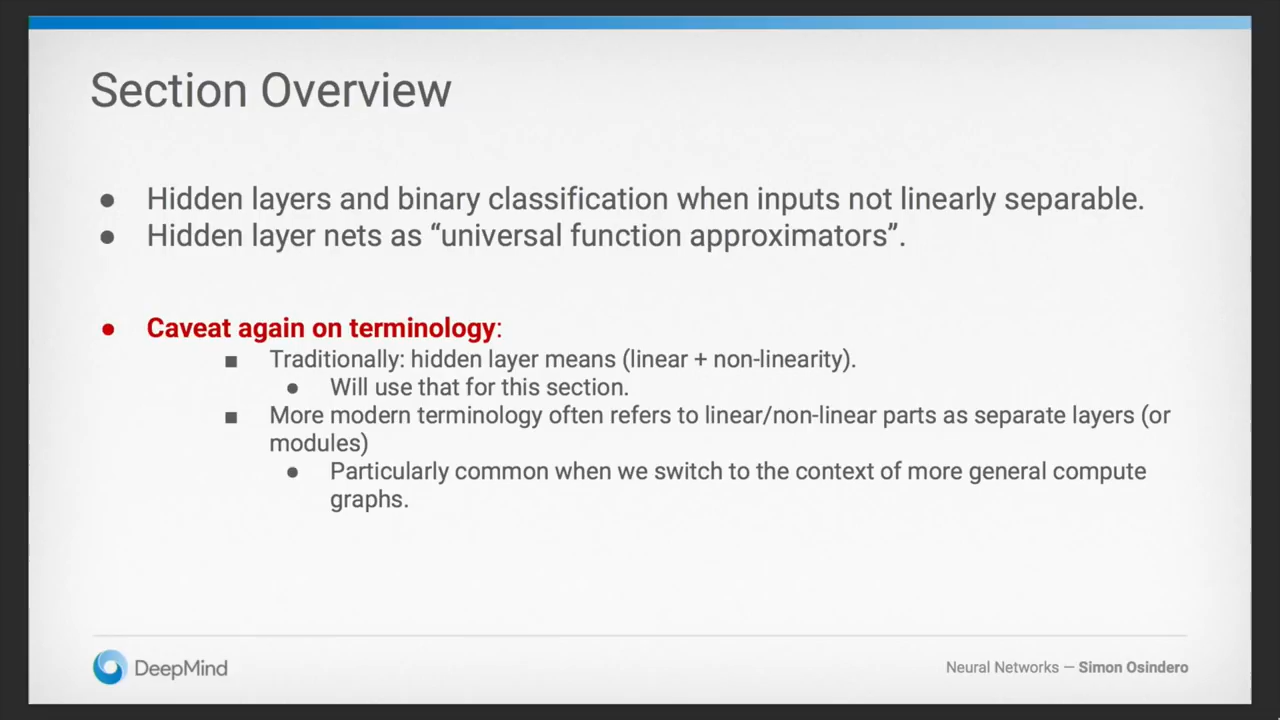 Section Overview
● Hidden layers and binary classification when inputs not linearly separable.
● Hidden layer nets as “universal function approximators”.
● Caveat again on terminology:
■ Traditionally: hidden layer means (linear + non-linearity).
● Will use that for this section.
■ More modern terminology often refers to linear/non-linear parts as separate layers (or
modules)
● Particularly common when we switch to the context of more general compute
graphs.
DeepMind
Neural Networks — Simon Osindero